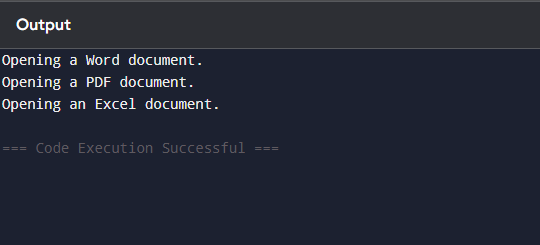 Output
Opening a Word document.
Opening a PDF document.
Opening an Excel document.
=== Code Execution Successful ===